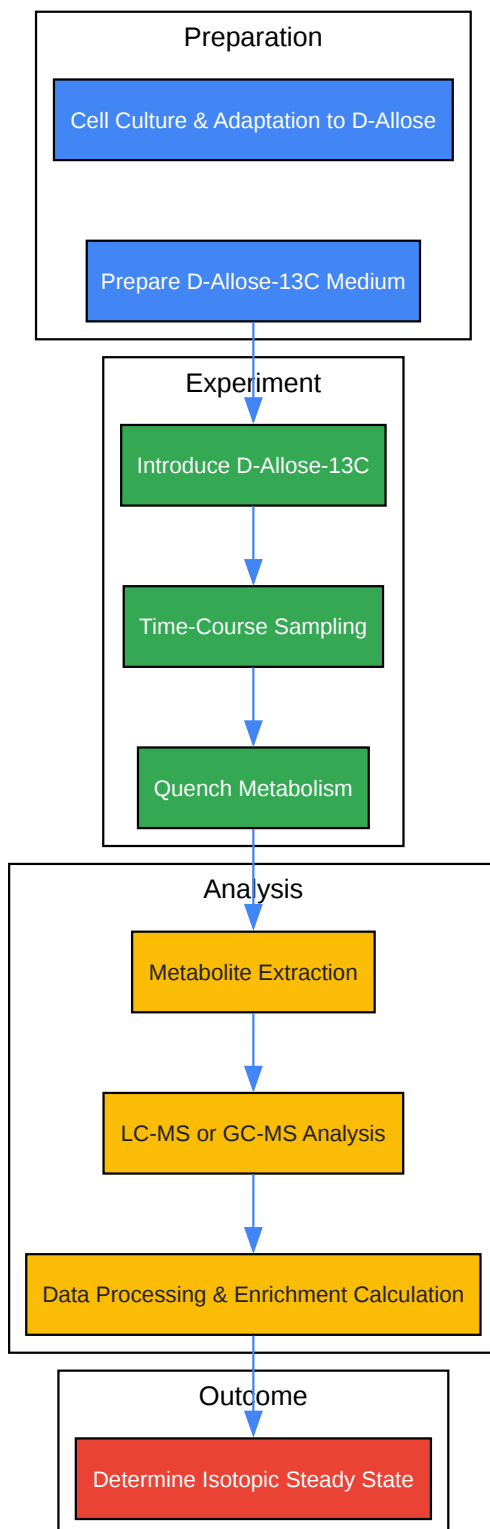 Preparation
Cell Culture & Adaptation to D-Allose
Prepare D-Allose-13C Medium
Experiment
Introduce D-Allose-13C
Time-Course Sampling
Quench Metabolism
Analysis
Metabolite Extraction
LC-MS or GC-MS Analysis
Data Processing & Enrichment Calculation
Outcome
Determine Isotopic Steady State